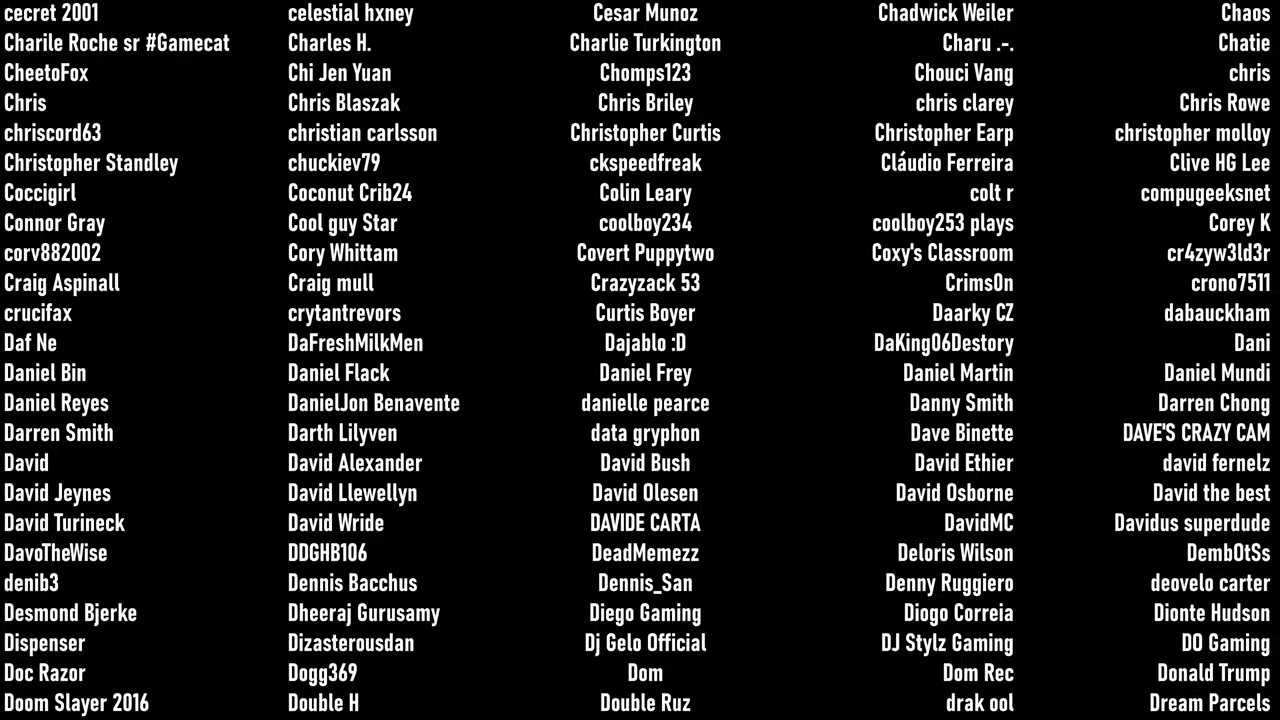 cecret 2001 celestial hxney Cesar Munoz Chadwick Weiler Chaos
Charile Roche sr #Gamecat Charles H. Charlie Turkington Charu .-. Chatie
CheetoFox Chi Jen Yuan Chomps123 Chouci Vang chris
Chris Chris Blaszak Chris Briley chris clarey Chris Rowe
chriscord63 christian carlsson Christopher Curtis Christopher Earp christopher molloy
Christopher Standley chuckiev79 ckspeedfreak Cláudio Ferreira Clive HG Lee
Coccigirl Coconut Crib24 Colin Leary colt r compugeeksnet
Connor Gray Cool guy Star coolboy234 coolboy253 plays Corey K
corv882002 Cory Whittam Covert Puppytwo Coxy's Classroom cr4zyw3ld3r
Craig Aspinall Craig mull Crazyzack 53 Crims0n crono7511
crucifax crytantrevors Curtis Boyer Daarky CZ dabauckham
Daf Ne DaFreshMilkMen Dajablo :D DaKing06Destory Dani
Daniel Bin Daniel Flack Daniel Frey Daniel Martin Daniel Mundi
Daniel Reyes DanielJon Benavente danielle pearce Danny Smith Darren Chong
Darren Smith Darth Lilyven data gryphon Dave Binette DAVE'S CRAZY CAM
David David Alexander David Bush David Ethier david fernelz
David Jeynes David Llewellyn David Olesen David Osborne David the best
David Turineck David Wride DAVIDE CARTA DavidMC Davidus superdude
DavoTheWise DDGHB106 DeadMemezz Deloris Wilson Demb0tSs
denib3 Dennis Bacchus Dennis_San Denny Ruggiero deovelo carter
Desmond Bjerke Dheeraj Gurusamy Diego Gaming Diogo Correia Dionte Hudson
Dispenser Dizasterousdan Dj Gelo Official DJ Stylz Gaming DO Gaming
Doc Razor Dogg369 Dom Dom Rec Donald Trump
Doom Slayer 2016 Double H Double Ruz drak ool Dream Parcels